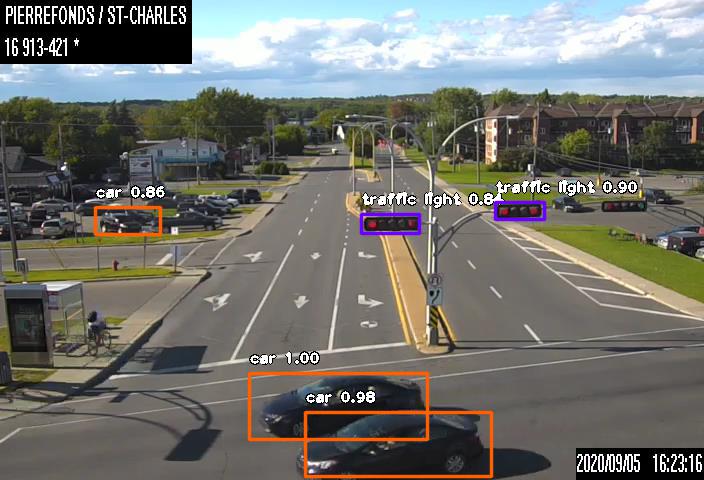 PIERREFONDS / ST-CHARLES
16 913-421 *
car 0.86
traffic light 0.84
traffic light 0.90
car 1.00
car 0.98
2020/09/05 16:23:16